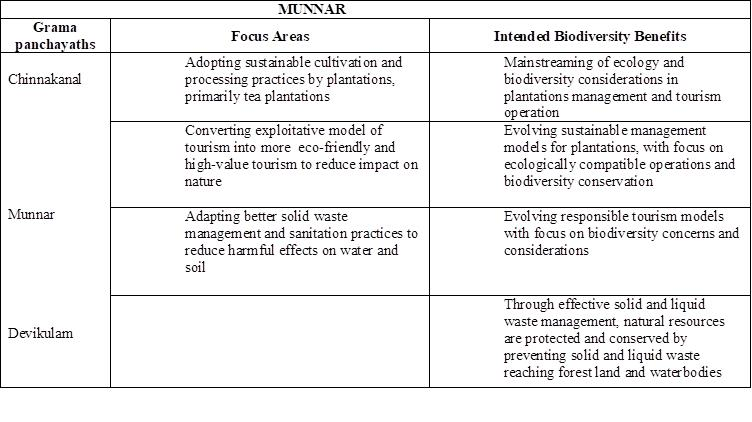 MUNNAR
Grama
panchayaths
Focus Areas
Intended Biodiversity Benefits
Chinnakanal
Adopting sustainable cultivation and
processing practices by plantations,
primarily tea plantations
Mainstreaming of ecology and
biodiversity considerations in
plantations management and tourism
operation
Converting exploitative model of
tourism into more eco-friendly and
high-value tourism to reduce impact on
nature
Evolving sustainable management
models for plantations, with focus on
ecologically compatible operations and
biodiversity conservation
Munnar
Adapting better solid waste
management and sanitation practices to
reduce harmful effects on water and
soil
Evolving responsible tourism models
with focus on biodiversity concerns and
considerations
Devikulam
Through effective solid and liquid
waste management, natural resources
are protected and conserved by
preventing solid and liquid waste
reaching forest land and waterbodies